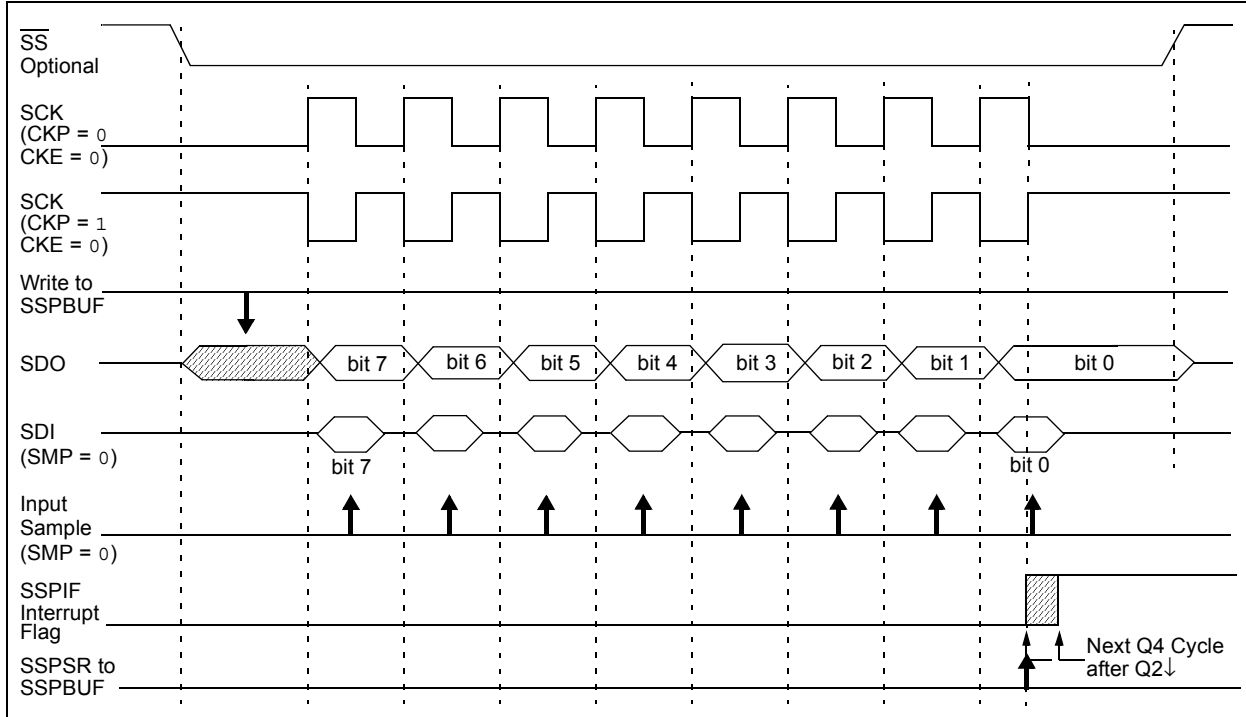 SS
Optional
SCK
(CKP = 0
CKE = 0)
SCK
(CKP = 1
CKE = 0)
Write to
SSPBUF
SDO
bit 7
bit 6
bit 5
bit 4
bit 3
bit 2
bit 1
bit 0
SDI
(SMP = 0)
bit 7
bit 0
Input
Sample
(SMP = 0)
SSPIF
Interrupt
Flag
Next Q4 Cycle
after Q2↓
SSPSR to
SSPBUF